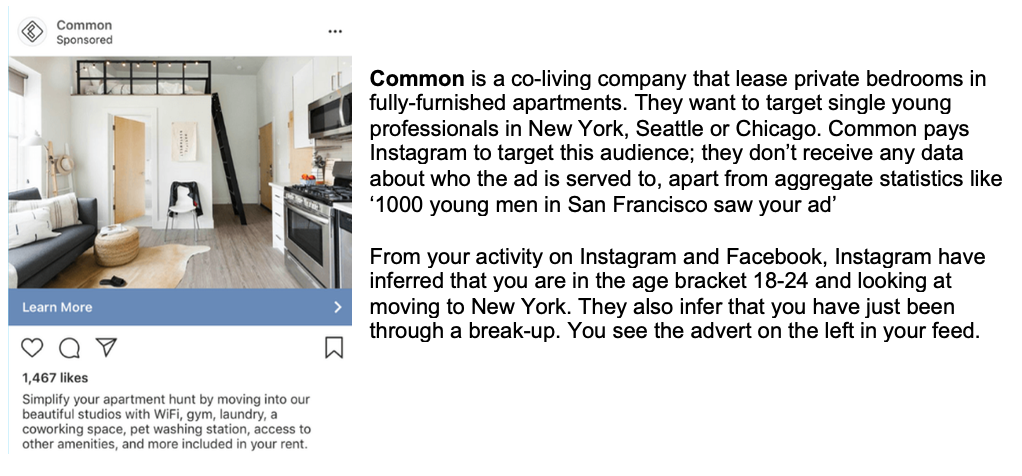 Common
Sponsored
Learn More
1,467 likes
Simplify your apartment hunt by moving into our
beautiful studios with WiFi, gym, laundry, a
coworking space, pet washing station, access to
other amenities, and more included in your rent.
Common is a co-living company that lease private bedrooms in
fully-furnished apartments. They want to target single young
professionals in New York, Seattle or Chicago. Common pays
Instagram to target this audience; they don’t receive any data
about who the ad is served to, apart from aggregate statistics like
‘1000 young men in San Francisco saw your ad’
From your activity on Instagram and Facebook, Instagram have
inferred that you are in the age bracket 18-24 and looking at
moving to New York. They also infer that you have just been
through a break-up. You see the advert on the left in your feed.